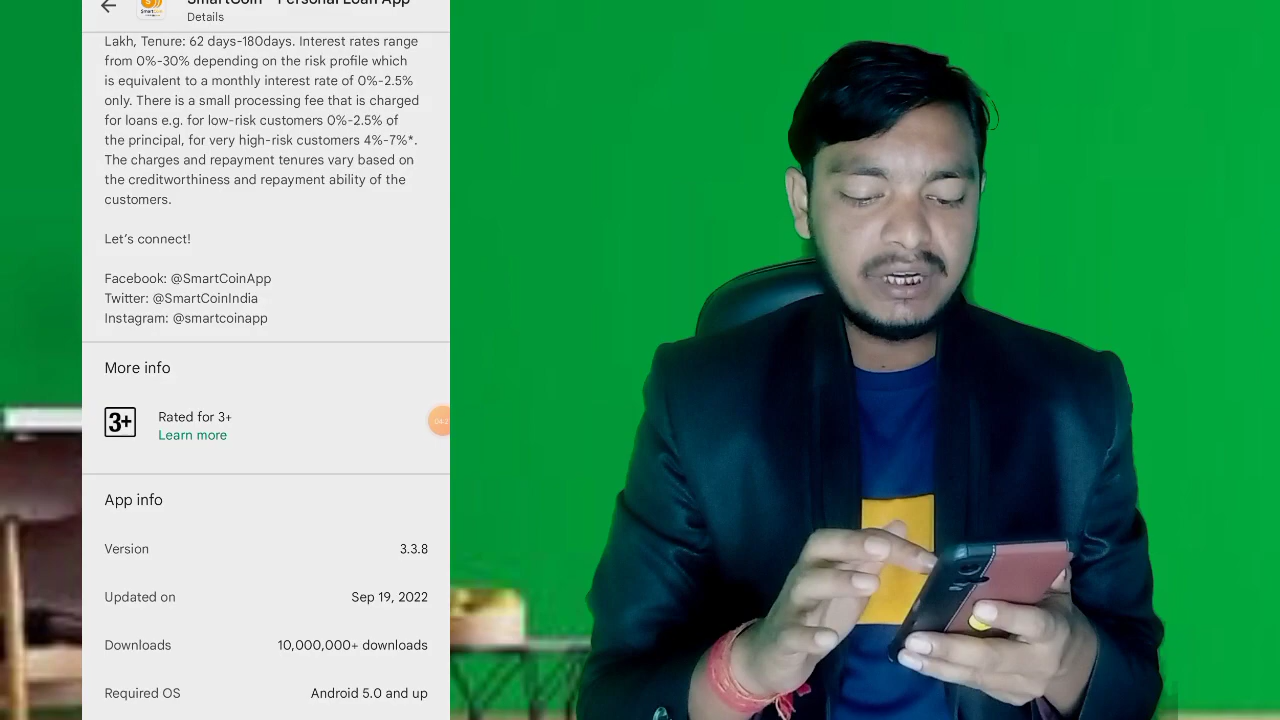 SmartCoin - Personal Loan App
Details
Lakh, Tenure: 62 days-180days. Interest rates range
from 0%-30% depending on the risk profile which
is equivalent to a monthly interest rate of 0%-2.5%
only. There is a small processing fee that is charged
for loans e.g. for low-risk customers 0%-2.5% of
the principal, for very high-risk customers 4%-7%*.
The charges and repayment tenures vary based on
the creditworthiness and repayment ability of the
customers.
Let's connect!
Facebook: @SmartCoinApp
Twitter: @SmartCoinIndia
Instagram: @smartcoinapp
More info
3+
Rated for 3+
Learn more
App info
Version 3.3.8
Updated on Sep 19, 2022
Downloads 10,000,000+ downloads
Required OS Android 5.0 and up